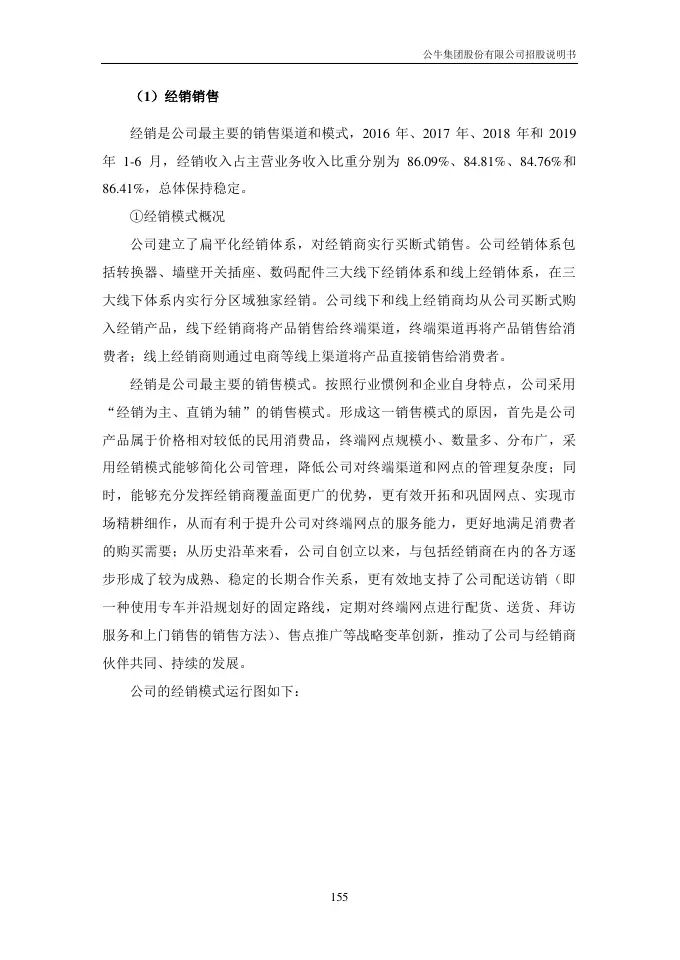 公牛集团股份有限公司招股说明书
（1）经销销售
经销是公司最主要的销售渠道和模式，2016 年、2017 年、2018 年和 2019
年 1-6 月，经销收入占主营业务收入比重分别为 86.09%、84.81%、84.76%和
86.41%，总体保持稳定。
①经销模式概况
公司建立了扁平化经销体系，对经销商实行买断式销售。公司经销体系包
括转换器、墙壁开关插座、数码配件三大线下经销体系和线上经销体系，在三
大线下体系内实行分区域独家经销。公司线下和线上经销商均从公司买断式购
入经销产品，线下经销商将产品销售给终端渠道，终端渠道再将产品销售给消
费者；线上经销商则通过电商等线上渠道将产品直接销售给消费者。
经销是公司最主要的销售模式。按照行业惯例和企业自身特点，公司采用
“经销为主、直销为辅”的销售模式。形成这一销售模式的原因，首先是公司
产品属于价格相对较低的民用消费品，终端网点规模小、数量多、分布广，采
用经销模式能够简化公司管理，降低公司对终端渠道和网点的管理复杂度；同
时，能够充分发挥经销商覆盖面更广的优势，更有效开拓和巩固网点、实现市
场精耕细作，从而有利于提升公司对终端网点的服务能力，更好地满足消费者
的购买需要；从历史沿革来看，公司自创立以来，与包括经销商在内的各方逐
步形成了较为成熟、稳定的长期合作关系，更有效地支持了公司配送访销（即
一种使用专车并沿规划好的固定路线，定期对终端网点进行配货、送货、拜访
服务和上门销售的销售方法）、售点推广等战略变革创新，推动了公司与经销商
伙伴共同、持续的发展。
公司的经销模式运行图如下：
155